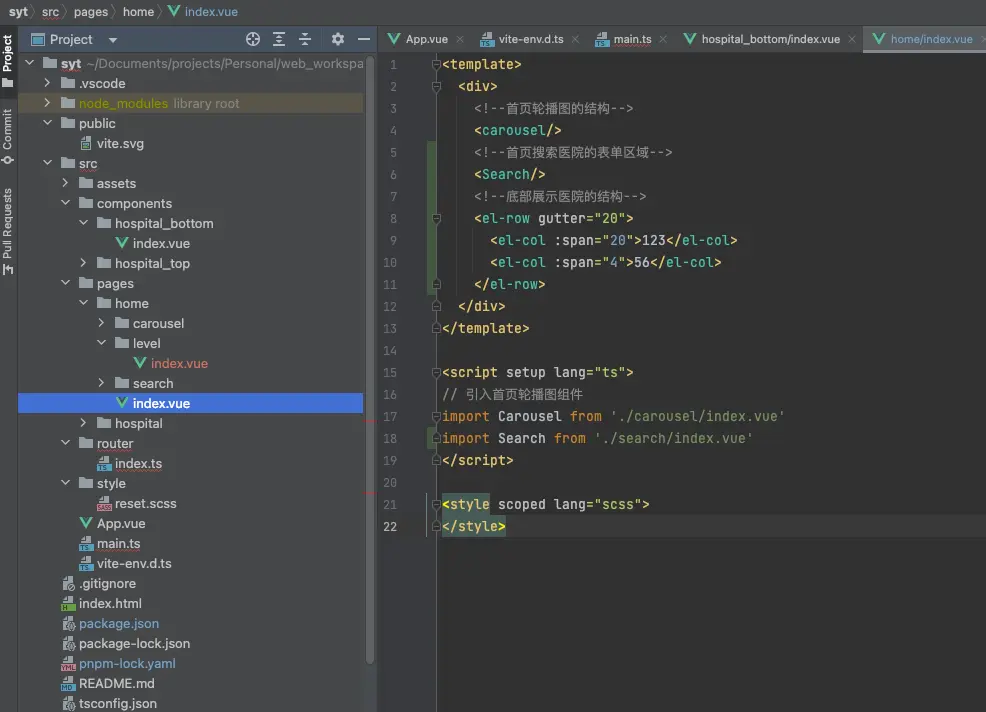 syt src pages home index.vue
Project
App.vue vite-env.d.ts main.ts hospital_bottom/index.vue home/index.vue
Project
Commit
Pull Requests
syt ~/Documents/projects/Personal/web_workspa
.vscode
node_modules library root
public
vite.svg
src
assets
components
hospital_bottom
index.vue
hospital_top
pages
home
carousel
level
index.vue
search
index.vue
hospital
router
index.ts
style
reset.scss
App.vue
main.ts
vite-env.d.ts
.gitignore
index.html
package.json
package-lock.json
pnpm-lock.yaml
README.md
tsconfig.json
1 <template>
2 <div>
3 <!--首页轮播图的结构-->
4 <carousel/>
5 <!--首页搜索医院的表单区域-->
6 <Search/>
7 <!--底部展示医院的结构-->
8 <el-row gutter="20">
9 <el-col :span="20">123</el-col>
10 <el-col :span="4">56</el-col>
11 </el-row>
12 </div>
13 </template>
14
15 <script setup lang="ts">
16 // 引入首页轮播图组件
17 import Carousel from './carousel/index.vue'
18 import Search from './search/index.vue'
19 </script>
20
21 <style scoped lang="scss">
22 </style>